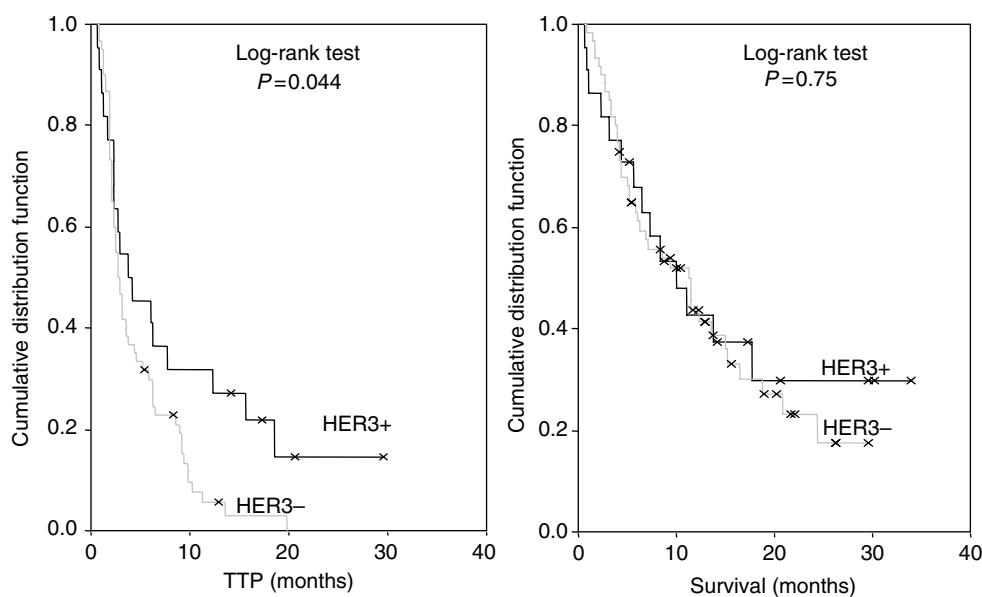 Log-rank test
P=0.044
Cumulative distribution function
1.0
0.8
0.6
0.4
0.2
0.0
HER3+
HER3–
0
10
20
30
40
TTP (months)
Log-rank test
P=0.75
Cumulative distribution function
1.0
0.8
0.6
0.4
0.2
0.0
HER3+
HER3–
0
10
20
30
40
Survival (months)